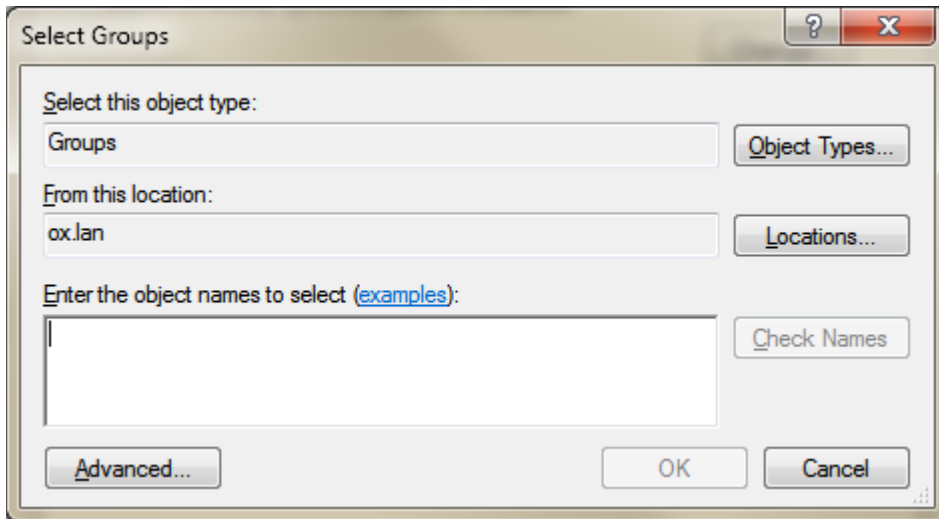 Select Groups
Select this object type:
Groups
Object Types...
From this location:
ox.lan
Locations...
Enter the object names to select (examples):
Check Names
Advanced...
OK
Cancel